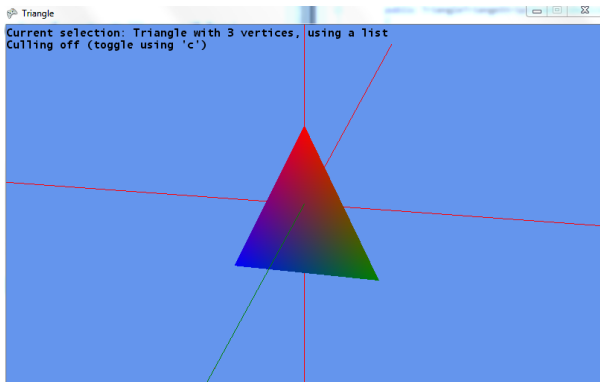 Triangle
Current selection: Triangle with 3 vertices, using a list
Culling off (toggle using 'c')